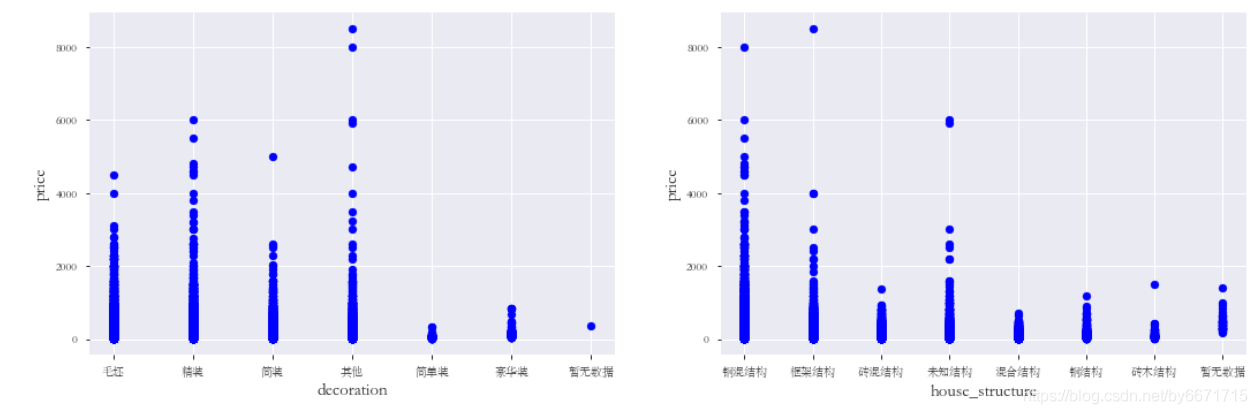 8000
6000
4000
2000
0
price
毛坯 精装 简装 其他 简单装 豪华装 暂无数据
decoration
8000
6000
4000
2000
0
price
钢混结构 框架结构 砖混结构 未知结构 混合结构 钢结构 砖木结构 暂无数据
house_structure
https://blog.csdn.net/by6671715